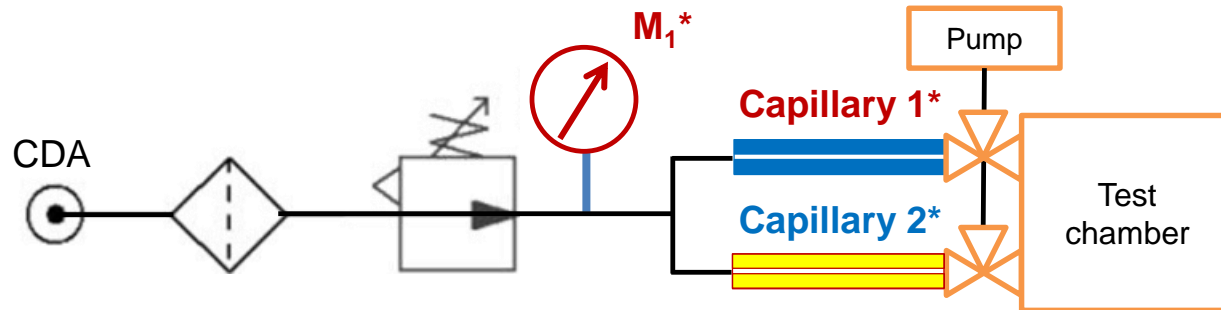 M₁*
Pump
Capillary 1*
CDA
Capillary 2*
Test
chamber